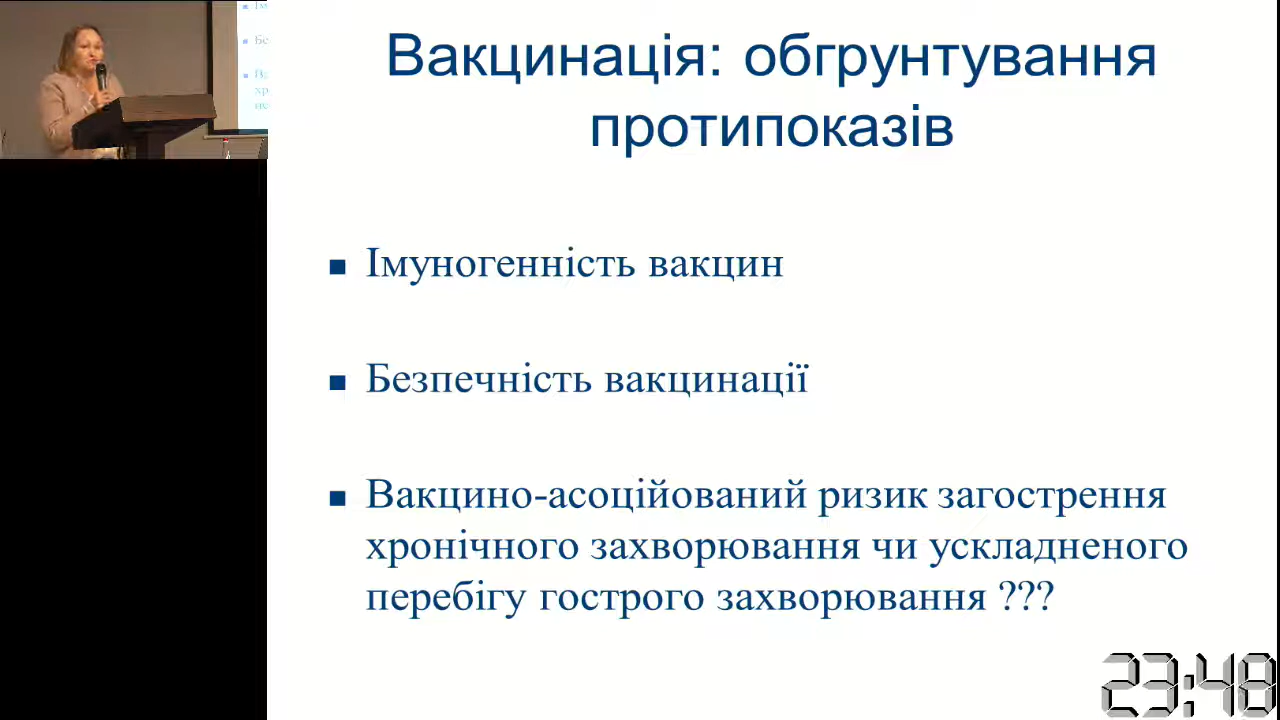 Вакцинація: обгрунтування
протипоказів
■ Імуногенність вакцин
■ Безпечність вакцинації
■ Вакцино-асоційований ризик загострення
хронічного захворювання чи ускладненого
перебігу гострого захворювання ???
23:48